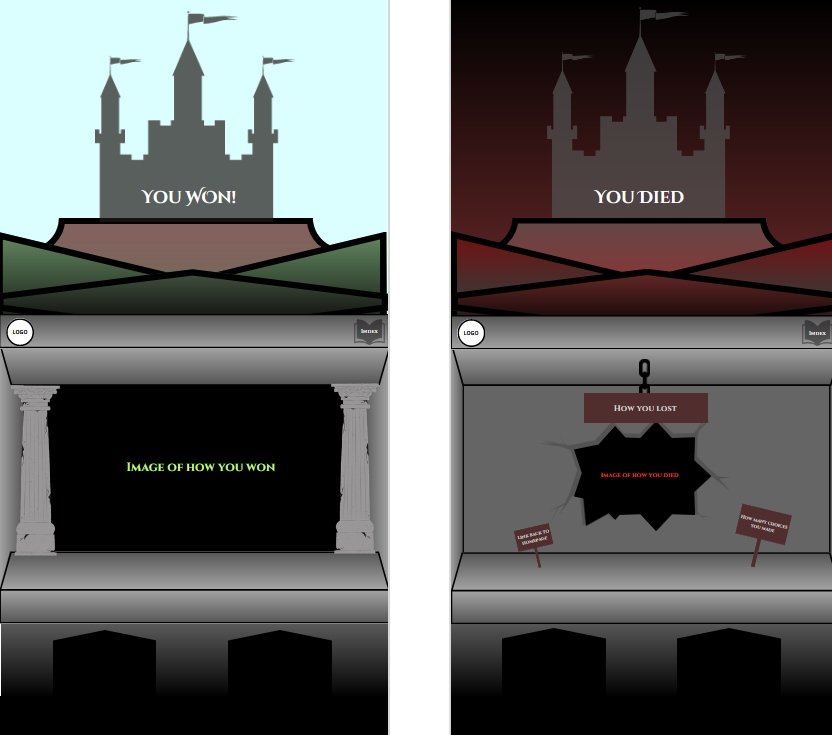 You Won!
LOGO
Index
Image of how you won
You Died
LOGO
Index
How you lost
Image of how you died
Link back to
homepage
How many choices
you made